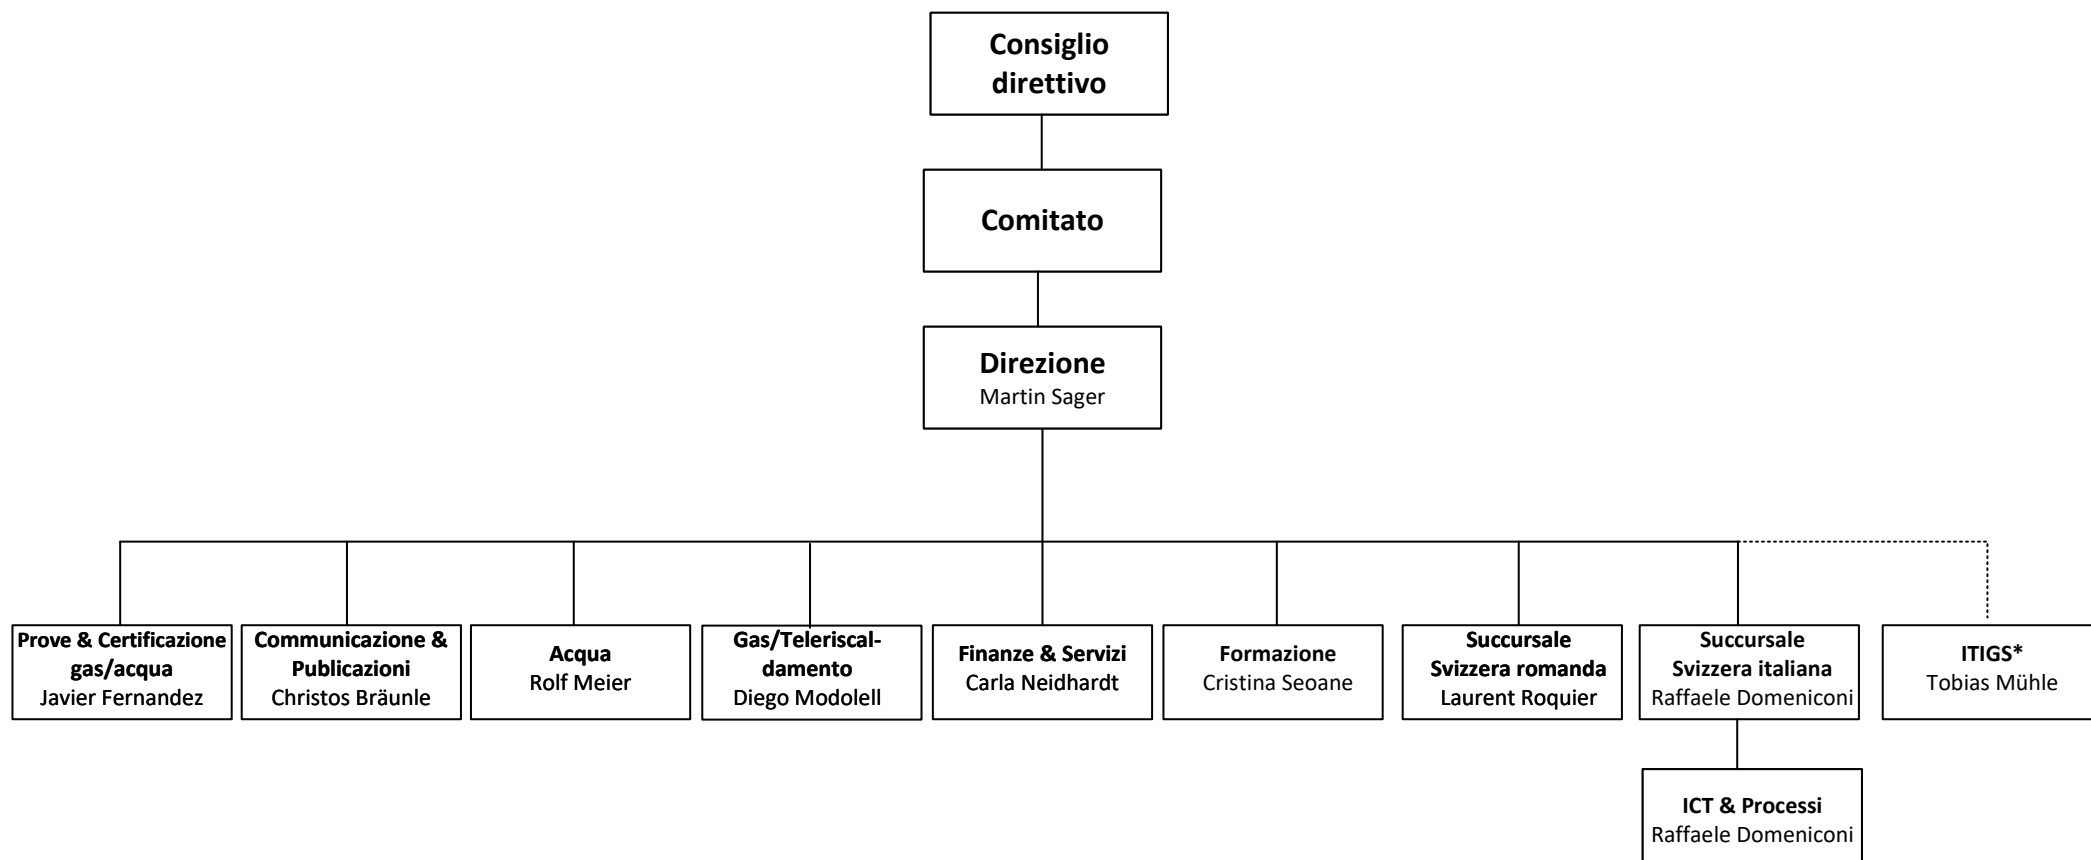 Consiglio
direttivo
Comitato
Direzione
Martin Sager
Prove & Certificazione
gas/acqua
Javier Fernandez
Communicazione &
Publicazioni
Christos Bräunle
Acqua
Rolf Meier
Gas/Teleriscal-
damento
Diego Modolell
Finanze & Servizi
Carla Neidhardt
Formazione
Cristina Seoane
Succursale
Svizzera romanda
Laurent Roquier
Succursale
Svizzera italiana
Raffaele Domeniconi
ITIGS*
Tobias Mühle
ICT & Processi
Raffaele Domeniconi